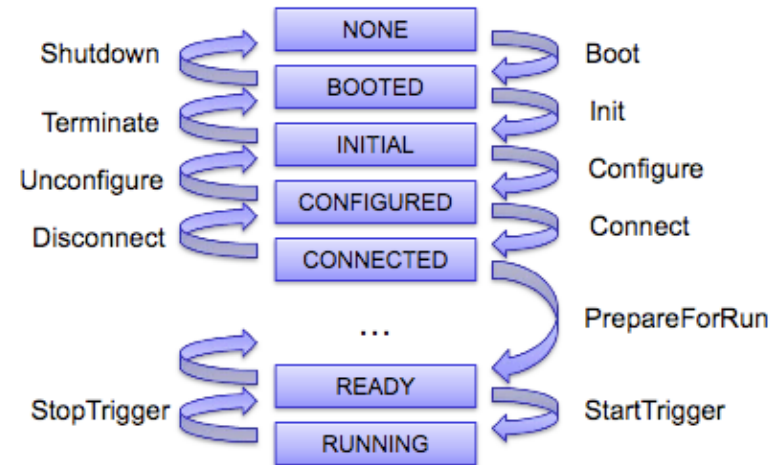 NONE
Shutdown
Boot
BOOTED
Terminate
Init
INITIAL
Unconfigure
Configure
CONFIGURED
Disconnect
Connect
CONNECTED
...
PrepareForRun
READY
StopTrigger
StartTrigger
RUNNING